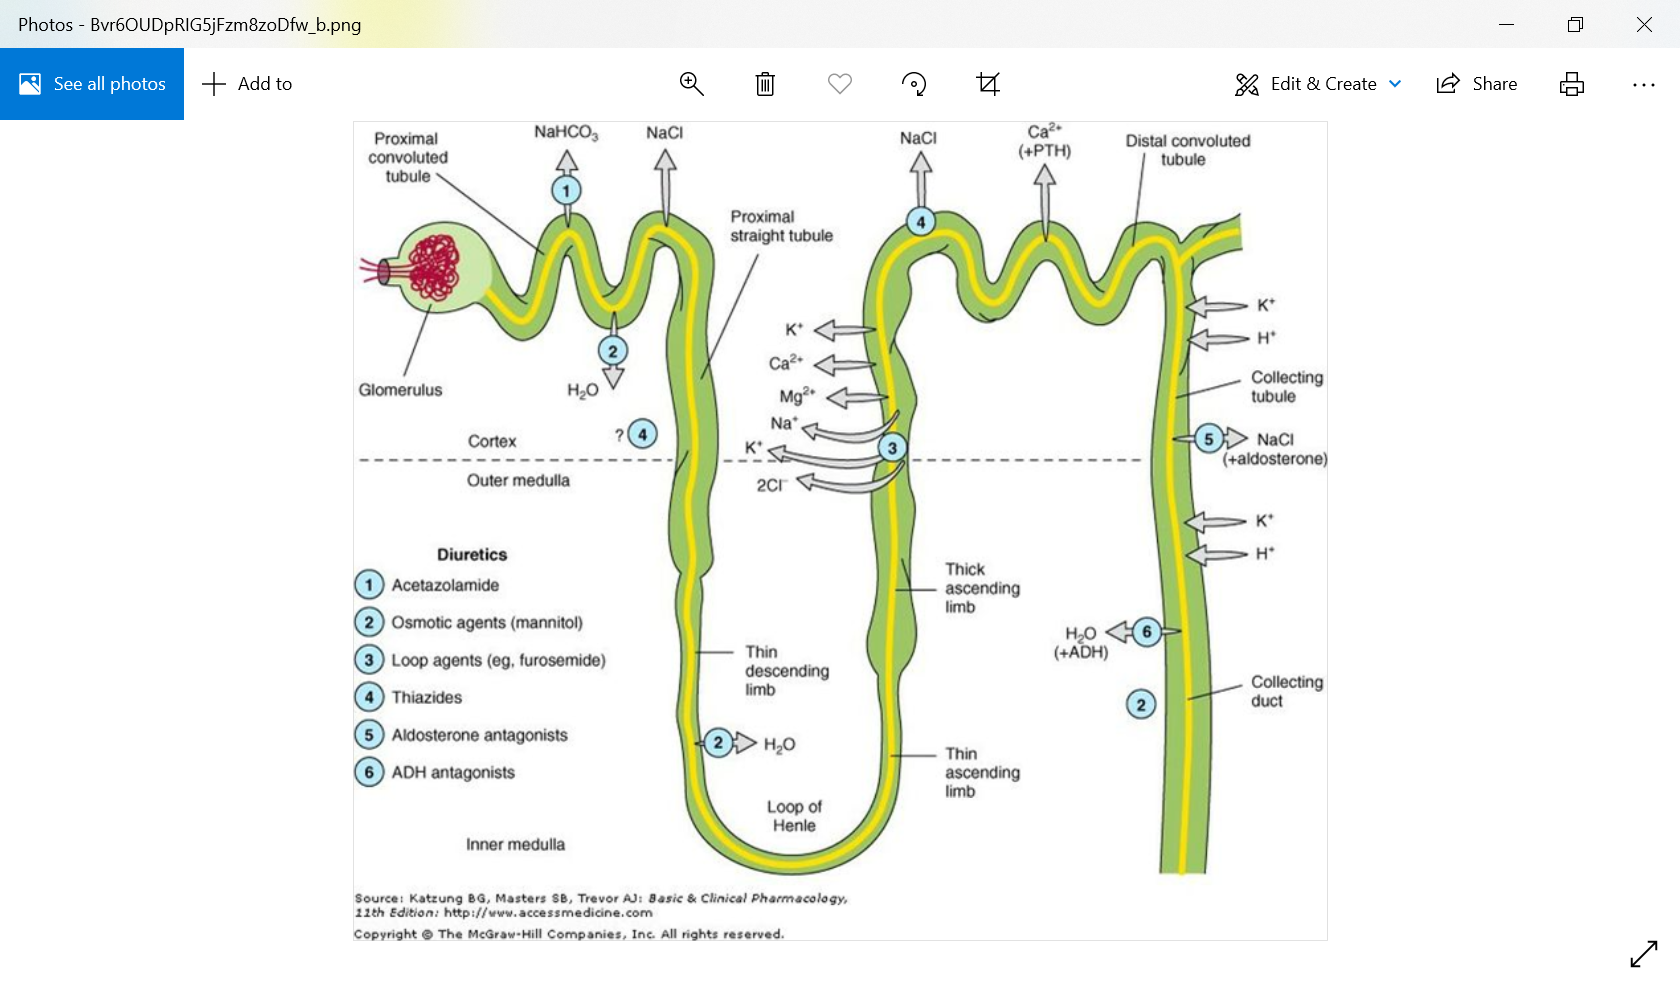 Photos - Bvr6OUDpRIG5jFzm8zoDfw_b.png
See all photos
Add to
Edit & Create
Share
Proximal
convoluted
tubule
NaHCO₃
NaCl
NaCl
Ca²⁺
(+PTH)
Distal convoluted
tubule
1
4
Proximal
straight tubule
Glomerulus
2
H₂O
? 4
Cortex
Outer medulla
K⁺
Ca²⁺
Mg²⁺
Na⁺
K⁺
2Cl⁻
3
K⁺
H⁺
Collecting
tubule
5
NaCl
(+aldosterone)
K⁺
H⁺
Diuretics
1 Acetazolamide
2 Osmotic agents (mannitol)
3 Loop agents (eg, furosemide)
4 Thiazides
5 Aldosterone antagonists
6 ADH antagonists
Thick
ascending
limb
Thin
descending
limb
H₂O
(+ADH)
6
2
Collecting
duct
2
H₂O
Thin
ascending
limb
Loop of
Henle
Inner medulla
Source: Katzung BG, Masters SB, Trevor AJ: Basic & Clinical Pharmacology,
11th Edition: http://www.accessmedicine.com
Copyright © The McGraw-Hill Companies, Inc. All rights reserved.